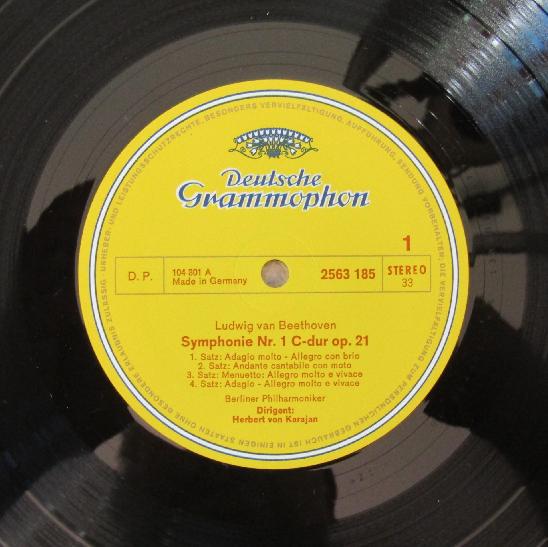 Deutsche
Grammophon
1
D. P.
104 801 A
Made in Germany
2563 185
STEREO
33
Ludwig van Beethoven
Symphonie Nr. 1 C-dur op. 21
1. Satz: Adagio molto - Allegro con brio
2. Satz: Andante cantabile con moto
3. Satz: Menuetto: Allegro molto e vivace
4. Satz: Adagio - Allegro molto e vivace
Berliner Philharmoniker
Dirigent:
Herbert von Karajan
URHEBER- UND LEISTUNGSSCHUTZRECHTE, BESONDERS VERVIELFÄLTIGUNG, AUFFÜHRUNG, SENDUNG VORBEHALTEN. DIE VERVIELFÄLTIGUNG ZUM PERSÖNLICHEN GEBRAUCH IST IN EINIGEN STAATEN OHNE BESONDERE ERLAUBNIS ZULÄSSIG -